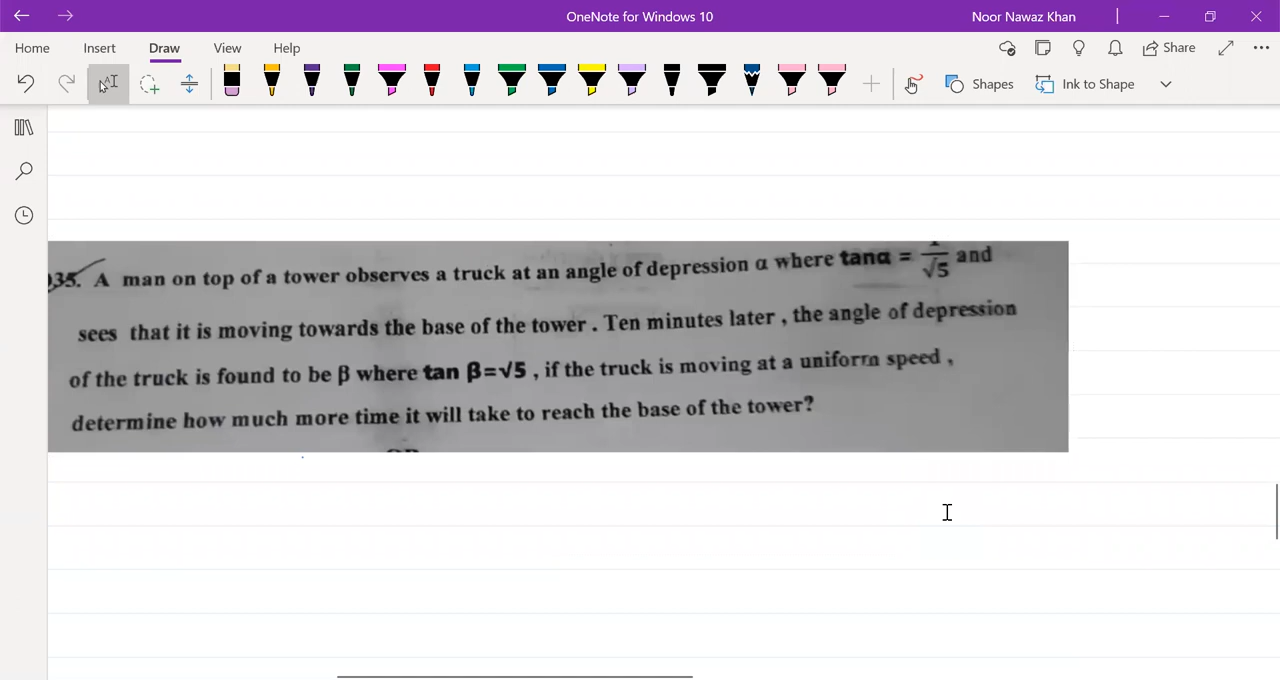 OneNote for Windows 10
Noor Nawaz Khan
Home Insert Draw View Help
Share
Shapes
Ink to Shape
35. A man on top of a tower observes a truck at an angle of depression α where tanα = 1/√5 and
sees that it is moving towards the base of the tower . Ten minutes later , the angle of depression
of the truck is found to be β where tan β=√5 , if the truck is moving at a uniform speed ,
determine how much more time it will take to reach the base of the tower?